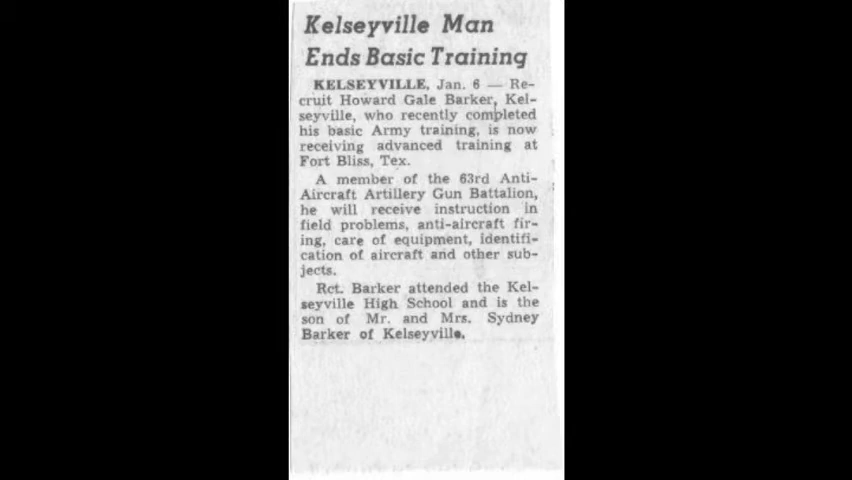 Kelseyville Man
Ends Basic Training
KELSEYVILLE, Jan. 6 — Re-
cruit Howard Gale Barker, Kel-
seyville, who recently completed
his basic Army training, is now
receiving advanced training at
Fort Bliss, Tex.
A member of the 63rd Anti-
Aircraft Artillery Gun Battalion,
he will receive instruction in
field problems, anti-aircraft fir-
ing, care of equipment, identifi-
cation of aircraft and other sub-
jects.
Rct. Barker attended the Kel-
seyville High School and is the
son of Mr. and Mrs. Sydney
Barker of Kelseyville.